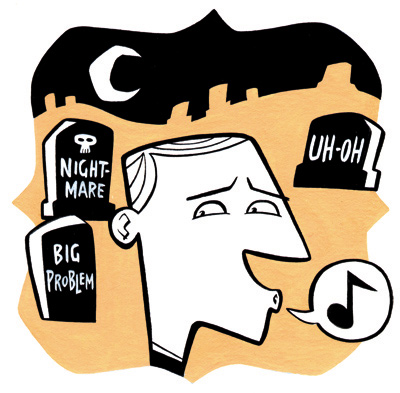 NIGHT-
MARE
UH-OH
BIG
PROBLEM